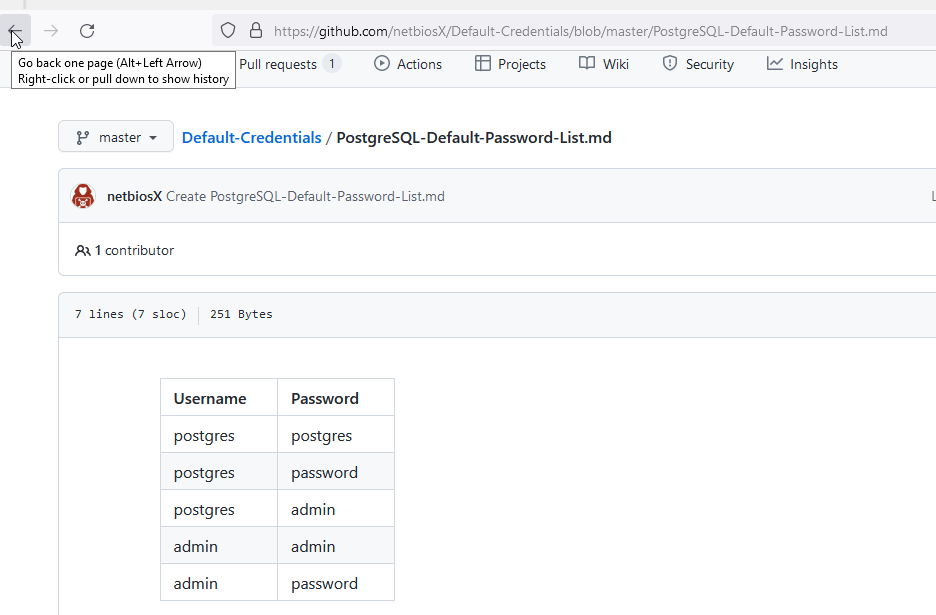 https://github.com/netbiosX/Default-Credentials/blob/master/PostgreSQL-Default-Password-List.md
Go back one page (Alt+Left Arrow)
Right-click or pull down to show history
Pull requests 1 Actions Projects Wiki Security Insights
master Default-Credentials / PostgreSQL-Default-Password-List.md
netbiosX Create PostgreSQL-Default-Password-List.md
1 contributor
7 lines (7 sloc) 251 Bytes
Username Password
postgres postgres
postgres password
postgres admin
admin admin
admin password